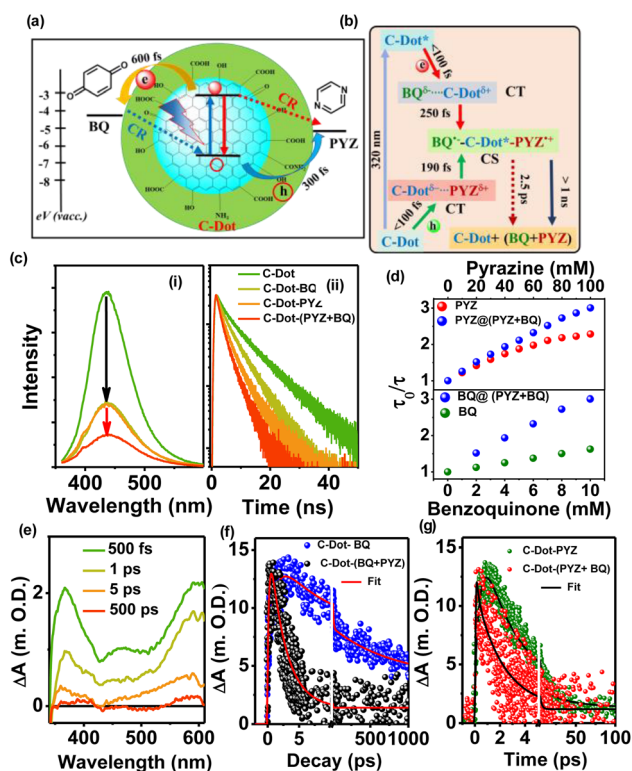 (a)
600 fs
e
-3
-4
-5
-6
-7
-8
eV (vacc.)
BQ
CR
CR
PYZ
h
300 fs
C-Dot
COOH
OH
COOH
HOOC
HO
HO
HOOC
HOOC
OH
NH₂
COOH
OH
COOH
N
N
O
O
(b)
C-Dot*
<100 fs
e
BQδ-·····C-Dotδ+
CT
320 nm
250 fs
BQ•--C-Dot*-PYZ•+
CS
190 fs
C-Dotδ-····PYZδ+
CT
<100 fs
h
2.5 ps
> 1 ns
C-Dot
C-Dot+ (BQ+PYZ)
(c)
(i)
(ii)
C-Dot
C-Dot-BQ
C-Dot-PYZ
C-Dot-(PYZ+BQ)
Intensity
400 500
Wavelength (nm)
0 20 40
Time (ns)
(d)
Pyrazine (mM)
0 20 40 60 80 100
PYZ
PYZ@(PYZ+BQ)
3
2
1
τ₀/τ
BQ@ (PYZ+BQ)
BQ
3
2
1
0 2 4 6 8 10
Benzoquinone (mM)
(e)
500 fs
1 ps
5 ps
500 ps
2
0
ΔA (m. O.D.)
400 500 600
Wavelength (nm)
(f)
C-Dot- BQ
C-Dot-(BQ+PYZ)
Fit
15
10
5
0
ΔA (m. O.D.)
0 5 500 1000
Decay (ps)
(g)
C-Dot-PYZ
C-Dot-(PYZ+ BQ)
Fit
15
10
5
0
ΔA (m. O.D.)
0 2 4 50 100
Time (ps)